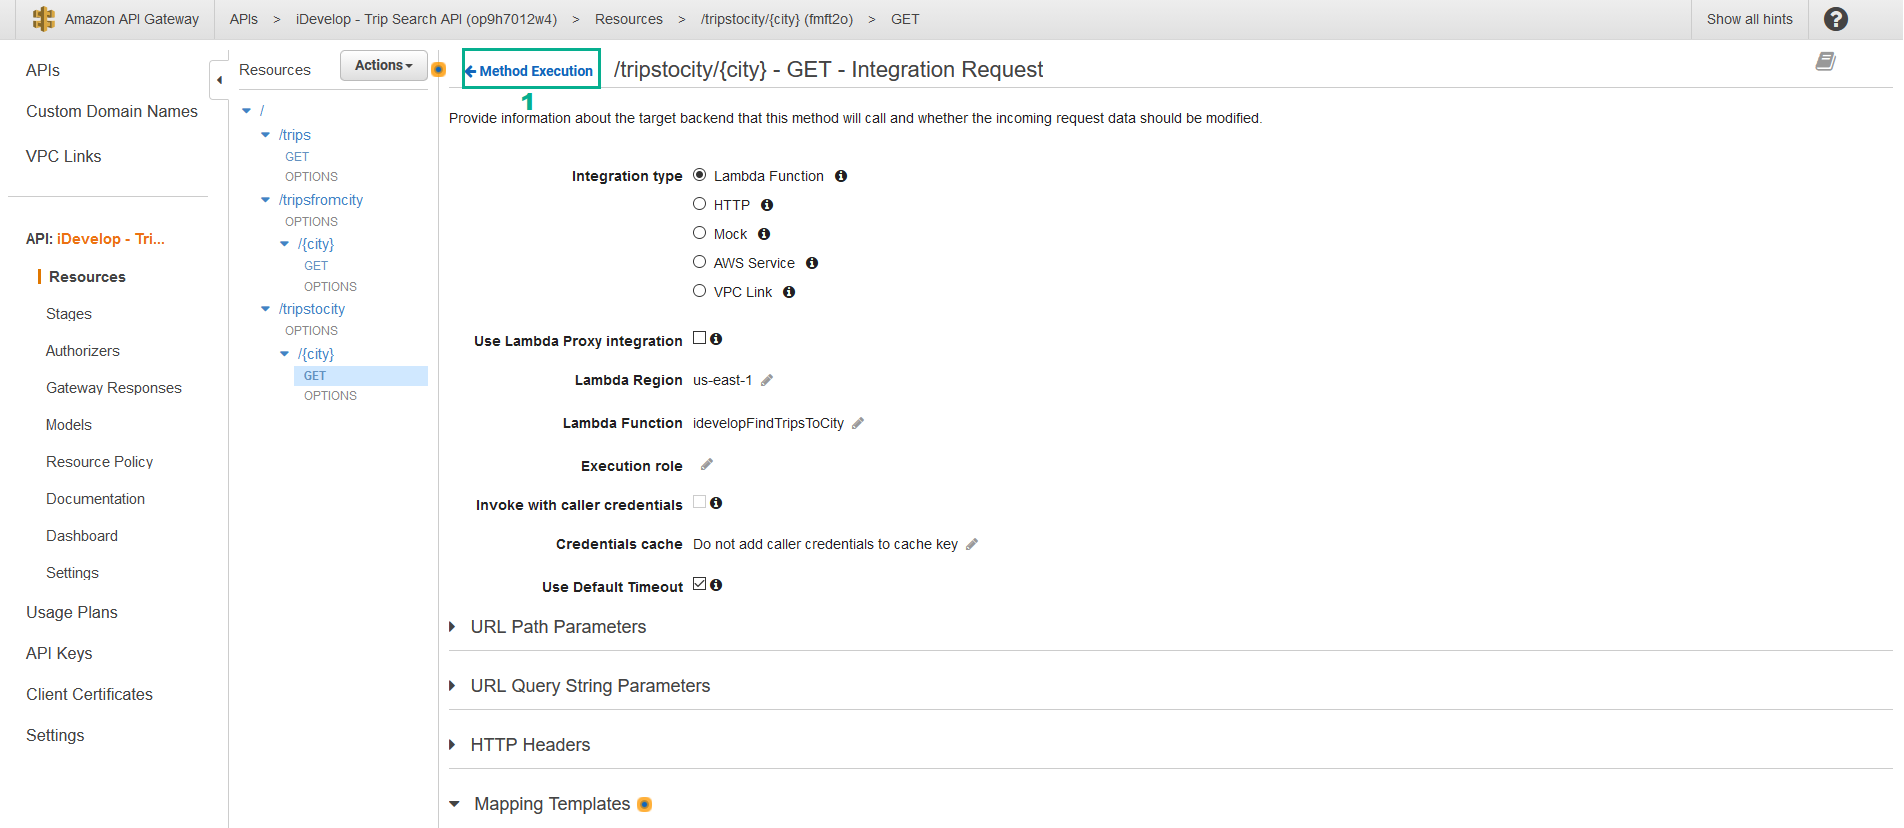 Amazon API Gateway
APIs > iDevelop - Trip Search API (op9h7012w4) > Resources > /tripstocity/{city} (fmft2o) > GET
Show all hints
?
APIs
Custom Domain Names
VPC Links
API: iDevelop - Tri...
Resources
Stages
Authorizers
Gateway Responses
Models
Resource Policy
Documentation
Dashboard
Settings
Usage Plans
API Keys
Client Certificates
Settings
Resources
Actions
/
/trips
GET
OPTIONS
/tripsfromcity
OPTIONS
/{city}
GET
OPTIONS
/tripstocity
OPTIONS
/{city}
GET
OPTIONS
Method Execution
1
/tripstocity/{city} - GET - Integration Request
Provide information about the target backend that this method will call and whether the incoming request data should be modified.
Integration type Lambda Function
HTTP
Mock
AWS Service
VPC Link
Use Lambda Proxy integration
Lambda Region us-east-1
Lambda Function idevelopFindTripsToCity
Execution role
Invoke with caller credentials
Credentials cache Do not add caller credentials to cache key
Use Default Timeout
URL Path Parameters
URL Query String Parameters
HTTP Headers
Mapping Templates